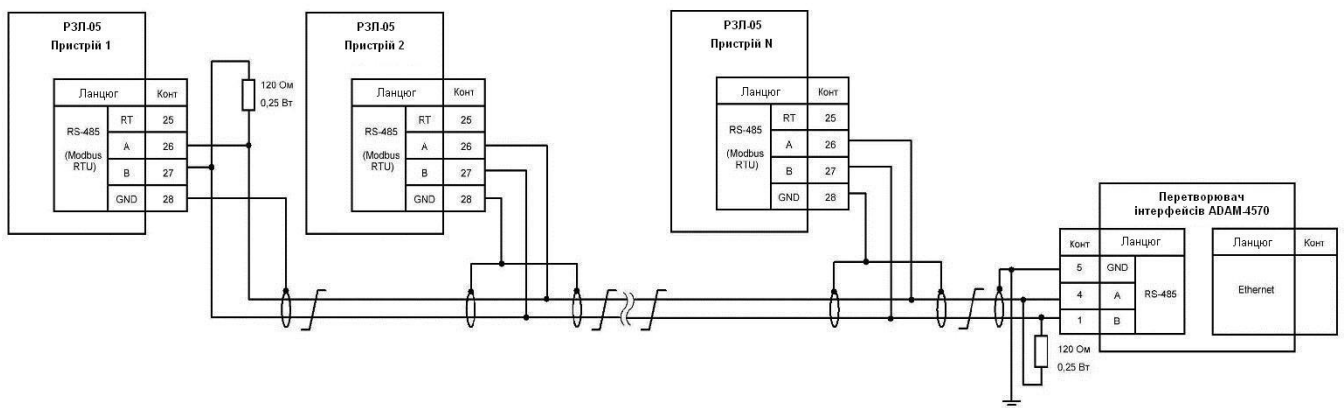 РЗЛ-05
Пристрій 1
Ланцюг Конт
RS-485
(Modbus
RTU)
RT 25
A 26
B 27
GND 28
120 Ом
0,25 Вт
РЗЛ-05
Пристрій 2
Ланцюг Конт
RS-485
(Modbus
RTU)
RT 25
A 26
B 27
GND 28
РЗЛ-05
Пристрій N
Ланцюг Конт
RS-485
(Modbus
RTU)
RT 25
A 26
B 27
GND 28
Перетворювач
інтерфейсів ADAM-4570
Конт Ланцюг
5 GND
4 A
1 B
RS-485
Ланцюг Конт
Ethernet
120 Ом
0,25 Вт